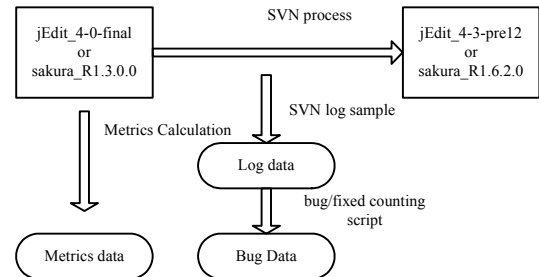 SVN process
jEdit_4-0-final
or
sakura_R1.3.0.0
jEdit_4-3-pre12
or
sakura_R1.6.2.0
SVN log sample
Metrics Calculation
Log data
bug/fixed counting
script
Metrics data
Bug Data